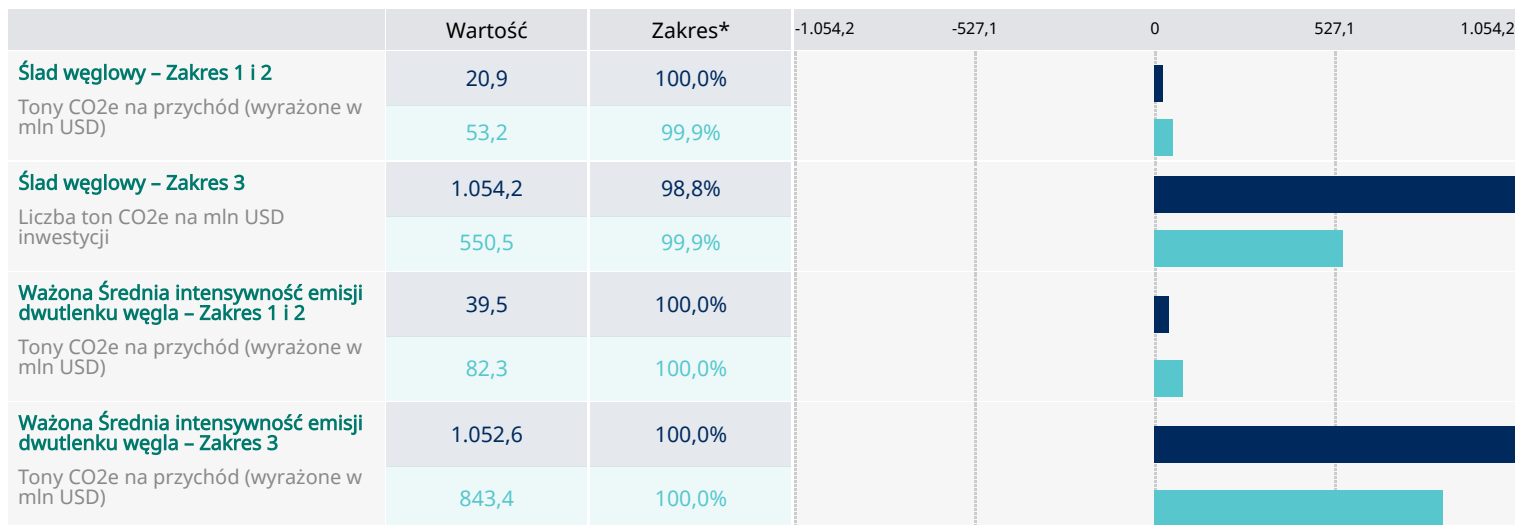 Wartość Zakres* -1.054,2 -527,1 0 527,1 1.054,2
Ślad węglowy – Zakres 1 i 2
Tony CO2e na przychód (wyrażone w
mln USD)
20,9 100,0%
53,2 99,9%
Ślad węglowy – Zakres 3
Liczba ton CO2e na mln USD
inwestycji
1.054,2 98,8%
550,5 99,9%
Ważona Średnia intensywność emisji
dwutlenku węgla – Zakres 1 i 2
Tony CO2e na przychód (wyrażone w
mln USD)
39,5 100,0%
82,3 100,0%
Ważona Średnia intensywność emisji
dwutlenku węgla – Zakres 3
Tony CO2e na przychód (wyrażone w
mln USD)
1.052,6 100,0%
843,4 100,0%